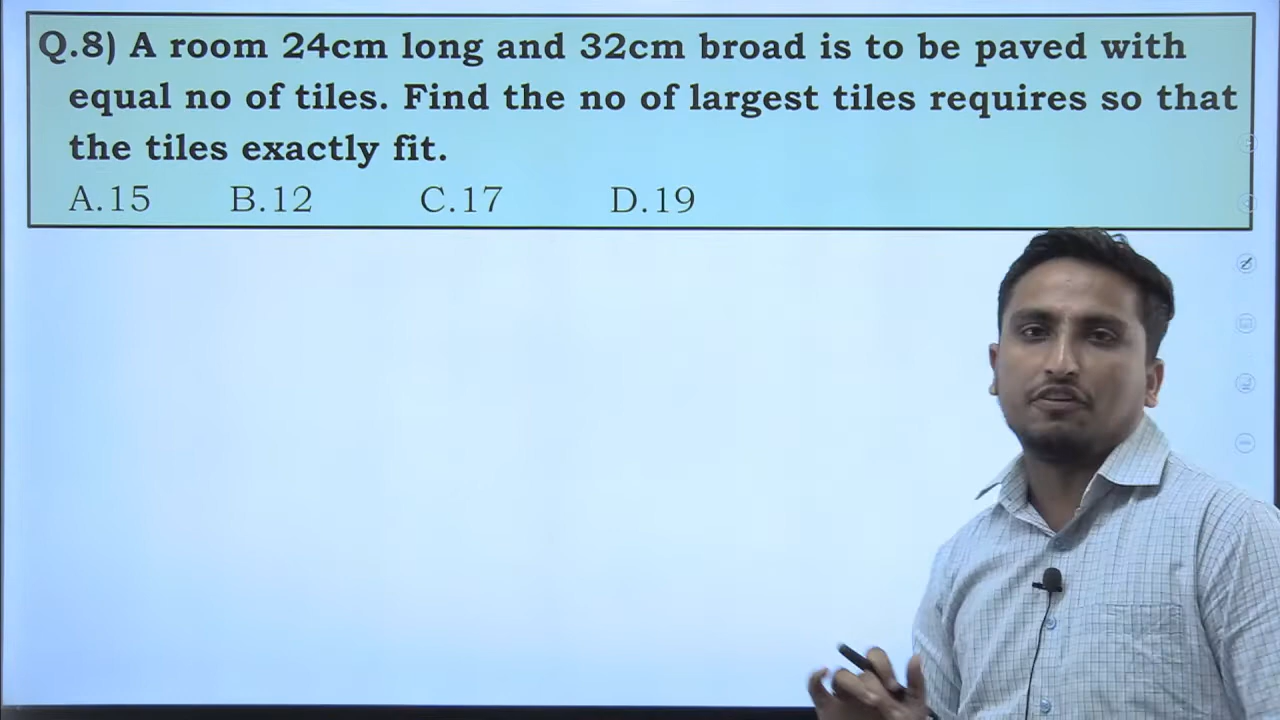 Q.8) A room 24cm long and 32cm broad is to be paved with
equal no of tiles. Find the no of largest tiles requires so that
the tiles exactly fit.
A.15 B.12 C.17 D.19